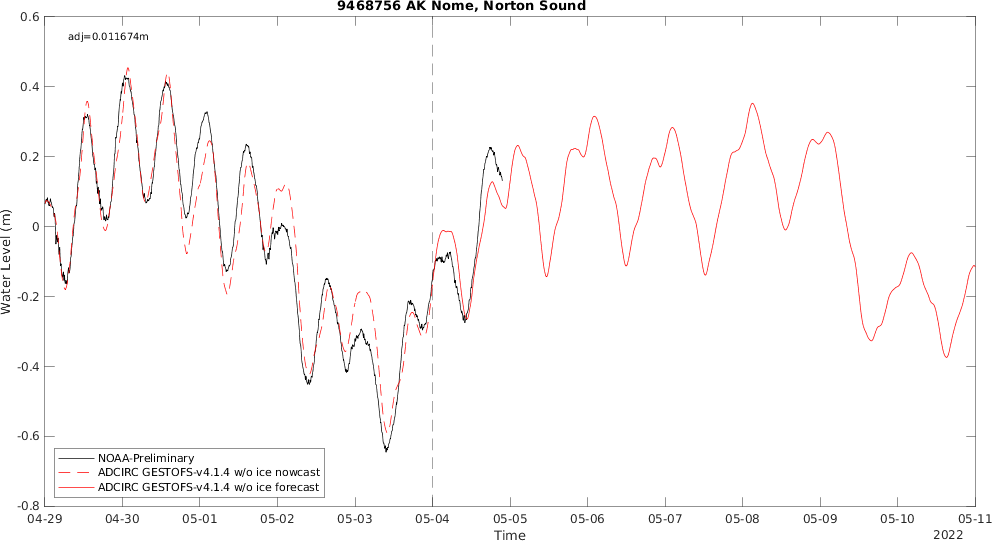 9468756 AK Nome, Norton Sound
adj=0.011674m
0.6
0.4
0.2
0
-0.2
-0.4
-0.6
-0.8
Water Level (m)
NOAA-Preliminary
ADCIRC GESTOFS-v4.1.4 w/o ice nowcast
ADCIRC GESTOFS-v4.1.4 w/o ice forecast
04-29 04-30 05-01 05-02 05-03 05-04 05-05 05-06 05-07 05-08 05-09 05-10 05-11
Time
2022